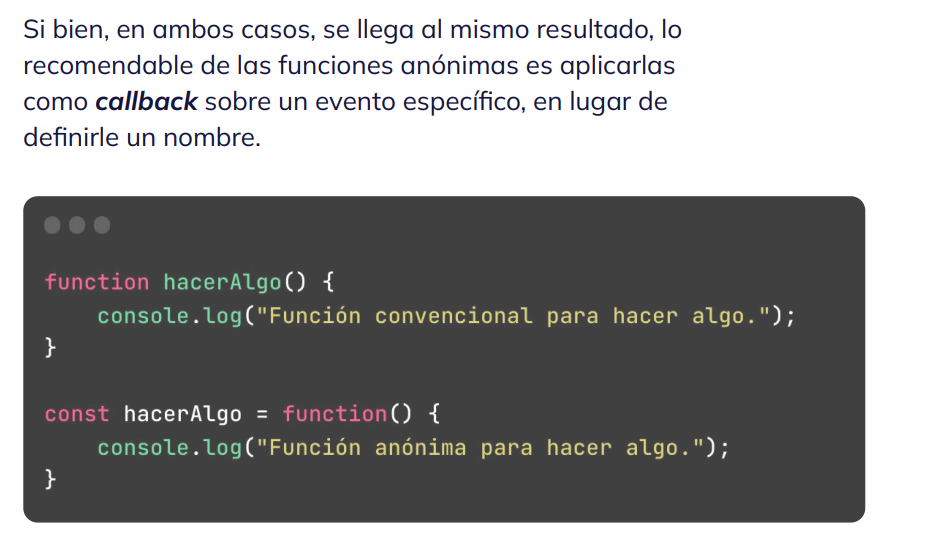 Si bien, en ambos casos, se llega al mismo resultado, lo
recomendable de las funciones anónimas es aplicarlas
como callback sobre un evento específico, en lugar de
definirle un nombre.
function hacerAlgo() {
    console.log("Función convencional para hacer algo.");
}
const hacerAlgo = function() {
    console.log("Función anónima para hacer algo.");
}